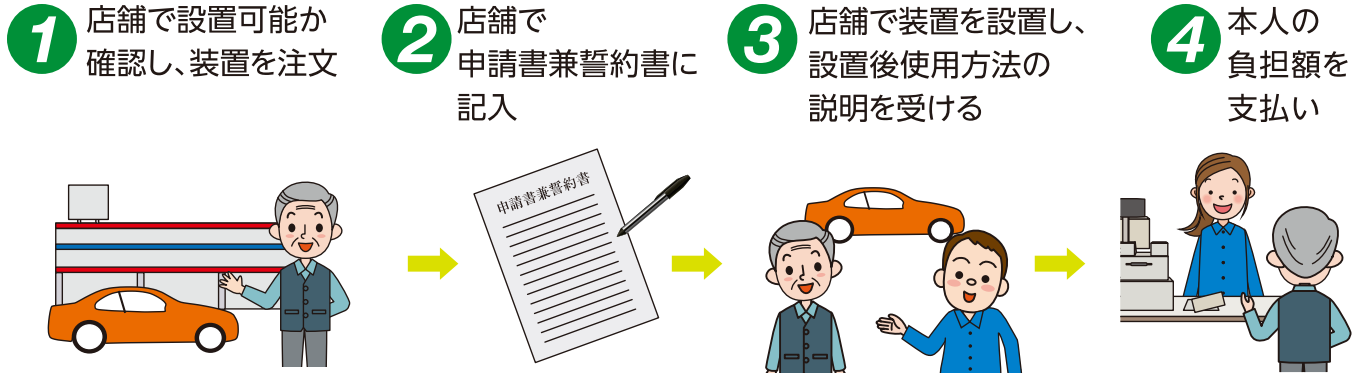 1
店舗で設置可能か
確認し、装置を注文
2
店舗で
申請書兼誓約書に
記入
3
店舗で装置を設置し、
設置後使用方法の
説明を受ける
4
本人の
負担額を
支払い
申請書兼誓約書